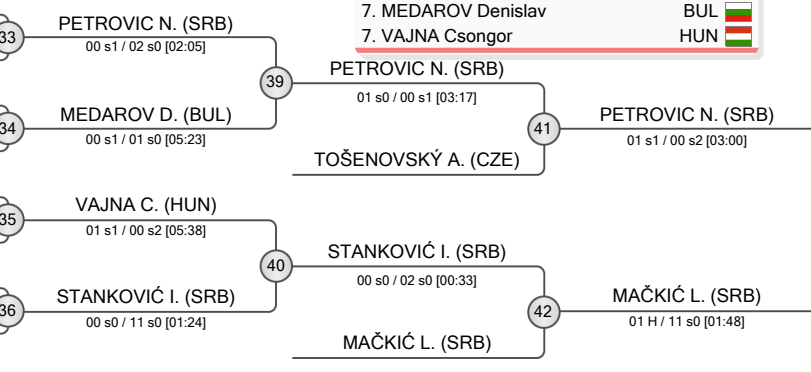 7. MEDAROV Denislav BUL
7. VAJNA Csongor HUN
33
PETROVIC N. (SRB)
00 s1 / 02 s0 [02:05]
39
PETROVIC N. (SRB)
01 s0 / 00 s1 [03:17]
34
MEDAROV D. (BUL)
00 s1 / 01 s0 [05:23]
41
PETROVIC N. (SRB)
01 s1 / 00 s2 [03:00]
TOŠENOVSKÝ A. (CZE)
35
VAJNA C. (HUN)
01 s1 / 00 s2 [05:38]
40
STANKOVIĆ I. (SRB)
00 s0 / 02 s0 [00:33]
36
STANKOVIĆ I. (SRB)
00 s0 / 11 s0 [01:24]
42
MAČKIĆ L. (SRB)
01 H / 11 s0 [01:48]
MAČKIĆ L. (SRB)